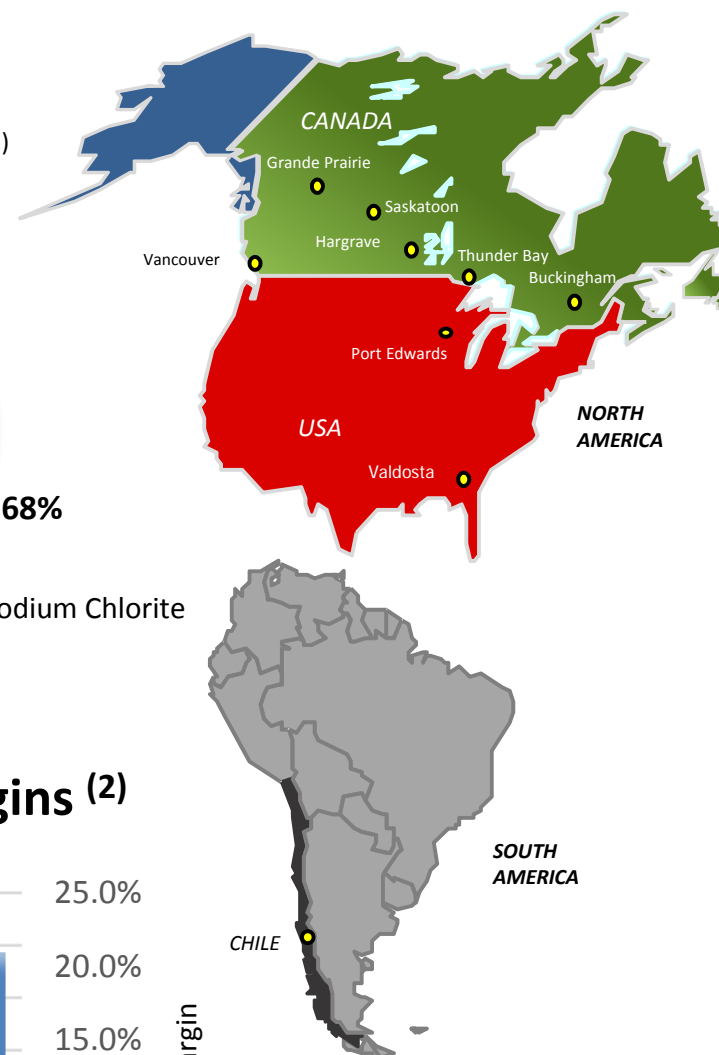 )
CANADA
Grande Prairie
Saskatoon
Hargrave
Vancouver
Thunder Bay
Buckingham
Port Edwards
USA
NORTH
AMERICA
Valdosta
68%
odium Chlorite
gins (2)
SOUTH
AMERICA
25.0%
CHILE
20.0%
15.0%
argin